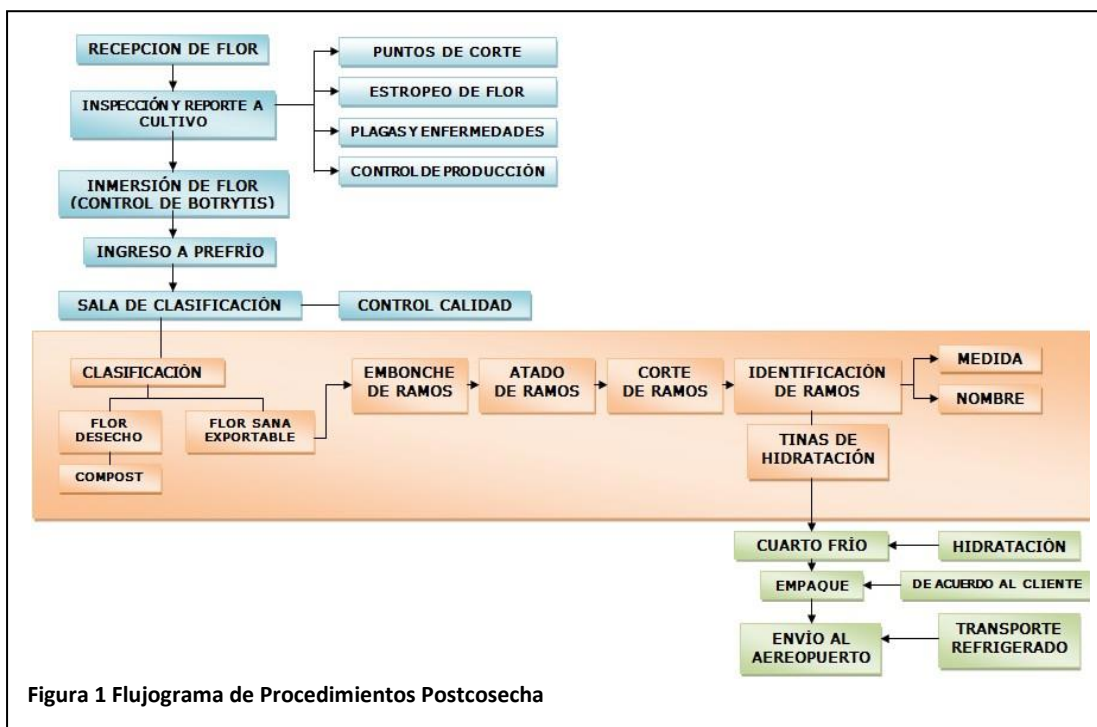 RECEPCION DE FLOR
INSPECCIÓN Y REPORTE A
CULTIVO
PUNTOS DE CORTE
ESTROPEO DE FLOR
PLAGAS Y ENFERMEDADES
CONTROL DE PRODUCCIÓN
INMERSIÓN DE FLOR
(CONTROL DE BOTRYTIS)
INGRESO A PREFRÌO
SALA DE CLASIFICACIÓN
CONTROL CALIDAD
CLASIFICACIÓN
FLOR
DESECHO
COMPOST
FLOR SANA
EXPORTABLE
EMBONCHE
DE RAMOS
ATADO DE
RAMOS
CORTE
DE RAMOS
IDENTIFICACIÓN
DE RAMOS
MEDIDA
NOMBRE
TINAS DE
HIDRATACIÓN
CUARTO FRÌO
HIDRATACIÓN
EMPAQUE
DE ACUERDO AL CLIENTE
ENVÌO AL
AEREOPUERTO
TRANSPORTE
REFRIGERADO
Figura 1 Flujograma de Procedimientos Postcosecha